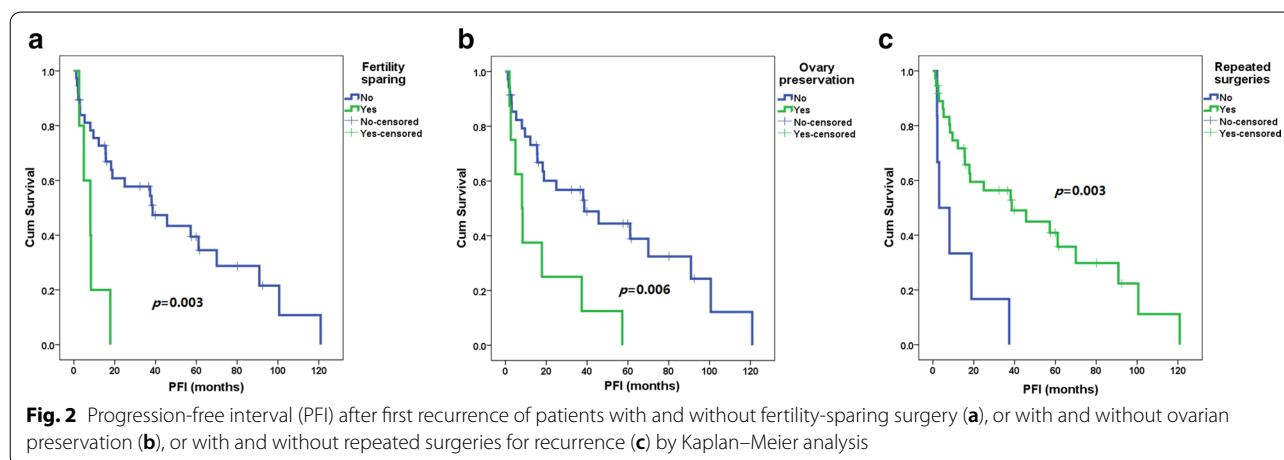 a
Fertility
sparing
No
Yes
No-censored
Yes-censored
1.0
0.8
0.6
0.4
0.2
0.0
Cum Survival
p=0.003
0 20 40 60 80 100 120
PFI (months)
b
Ovary
preservation
No
Yes
No-censored
Yes-censored
1.0
0.8
0.6
0.4
0.2
0.0
Cum Survival
p=0.006
0 20 40 60 80 100 120
PFI (months)
c
Repeated
surgeries
No
Yes
No-censored
Yes-censored
1.0
0.8
0.6
0.4
0.2
0.0
Cum Survival
p=0.003
0 20 40 60 80 100 120
PFI (months)
Fig. 2 Progression-free interval (PFI) after first recurrence of patients with and without fertility-sparing surgery (a), or with and without ovarian
preservation (b), or with and without repeated surgeries for recurrence (c) by Kaplan–Meier analysis